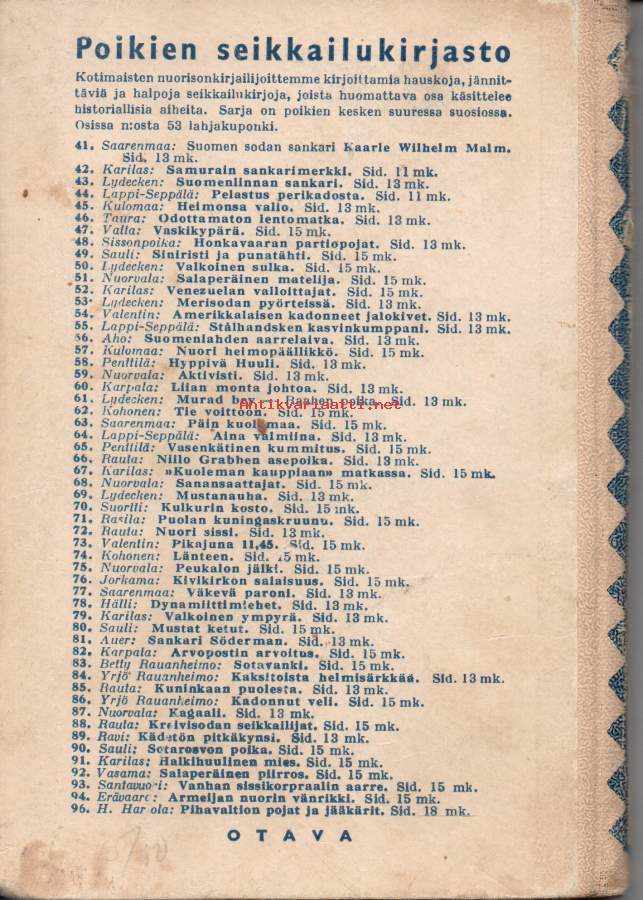 Poikien seikkailukirjasto
Kotimaisten nuorisonkirjailijoittemme kirjoittamia hauskoja, jännit-
täviä ja halpoja seikkailukirjoja, joista huomattava osa käsittelee
historiallisia aiheita. Sarja on poikien kesken suuressa suosiossa.
Osissa n:osta 53 lahjakuponki.
41. Saarenmaa: Suomen sodan sankari Kaarle Wilhelm Malm.
Sid. 13 mk.
42. Karilas: Samurain sankarimerkki. Sid. 11 mk.
43. Lydecken: Suomenlinnan sankari. Sid. 13 mk.
44. Lappi-Seppälä: Pelastus perikadosta. Sid. 11 mk.
45. Kulomaa: Heimonsa vallo. Sid. 13 mk.
46. Taura: Odottamaton lentomatka. Sid. 13 mk.
47. Valta: Vaskikypärä. Sid. 15 mk.
48. Sissonpoika: Honkavaaran partiopojat. Sid. 13 mk.
49. Sauli: Siniristi ja punatähti. Sid. 15 mk.
50. Lydecken: Valkoinen sulka. Sid. 15 mk.
51. Nuorvala: Salaperäinen matelija. Sid. 15 mk.
52. Karilas: Venezuelan valloittajat. Sid. 15 mk.
53. Lydecken: Merisodan pyörteissä. Sid. 13 mk.
54. Valentin: Amerikkalaisen kadonneet jalokivet. Sid. 13 mk.
55. Lappi-Seppälä: Stålhandsken kasvinkumppani. Sid. 13 mk.
56. Aho: Suomenlahden aarrelaiva. Sid. 13 mk.
57. Kulomaa: Nuori heimopäällikkö. Sid. 15 mk.
58. Penttilä: Hyppivä Huuli. Sid. 13 mk.
59. Nuorvala: Aktivisti. Sid. 13 mk.
60. Karpala: Liian monta johtoa. Sid. 13 mk.
61. Lydecken: Murad bey Raahen poika. Sid. 13 mk.
Antikvariaatti.net
62. Kohonen: Tie voittoon. Sid. 15 mk.
63. Saarenmaa: Päin kuolemaa. Sid. 15 mk.
64. Lappi-Seppälä: Aina valmiina. Sid. 13 mk.
65. Penttilä: Vasenkätinen kummitus. Sid. 15 mk.
66. Rauta: Niilo Grabben asepoika. Sid. 13 mk.
67. Karilas: »Kuoleman kauppiaan» matkassa. Sid. 15 mk.
68. Nuorvala: Sanansaattajat. Sid. 15 mk.
69. Lydecken: Mustanauha. Sid. 13 mk.
70. Suortti: Kulkurin kosto. Sid. 15 mk.
71. Rasila: Puolan kuningaskruunu. Sid. 15 mk.
72. Rauta: Nuori sissi. Sid. 13 mk.
73. Valentin: Pikajuna 11,45. Sid. 15 mk.
74. Kohonen: Länteen. Sid. 15 mk.
75. Nuorvala: Peukalon jälki. Sid. 15 mk.
76. Jorkama: Kivikirkon salaisuus. Sid. 15 mk.
77. Saarenmaa: Väkevä paroni. Sid. 13 mk.
78. Hälli: Dynamiittimiehet. Sid. 13 mk.
79. Karilas: Valkoinen ympyrä. Sid. 13 mk.
80. Sauli: Mustat ketut. Sid. 15 mk.
81. Auer: Sankari Söderman. Sid. 13 mk.
82. Karpala: Arvopostin arvoitus. Sid. 15 mk.
83. Betty Rauanheimo: Sotavanki. Sid. 15 mk.
84. Yrjö Rauanheimo: Kaksitoista helmisärkkää. Sid. 13 mk.
85. Rauta: Kuninkaan puolesta. Sid. 13 mk.
86. Yrjö Rauanheimo: Kadonnut veli. Sid. 15 mk.
87. Nuorvala: Kagaali. Sid. 13 mk.
88. Rauta: Kreivisodan seikkailijat. Sid. 15 mk.
89. Ravi: Kädetön pitkäkynsi. Sid. 13 mk.
90. Sauli: Sotarosvon poika. Sid. 15 mk.
91. Karilas: Halkihuulinen mies. Sid. 15 mk.
92. Vasama: Salaperäinen piirros. Sid. 15 mk.
93. Santavuori: Vanhan sissikorpraalin aarre. Sid. 15 mk.
94. Erävaara: Armeijan nuorin vänrikki. Sid. 15 mk.
96. H. Harsola: Pihavaltion pojat ja jääkärit. Sid. 18 mk.
OTAVA